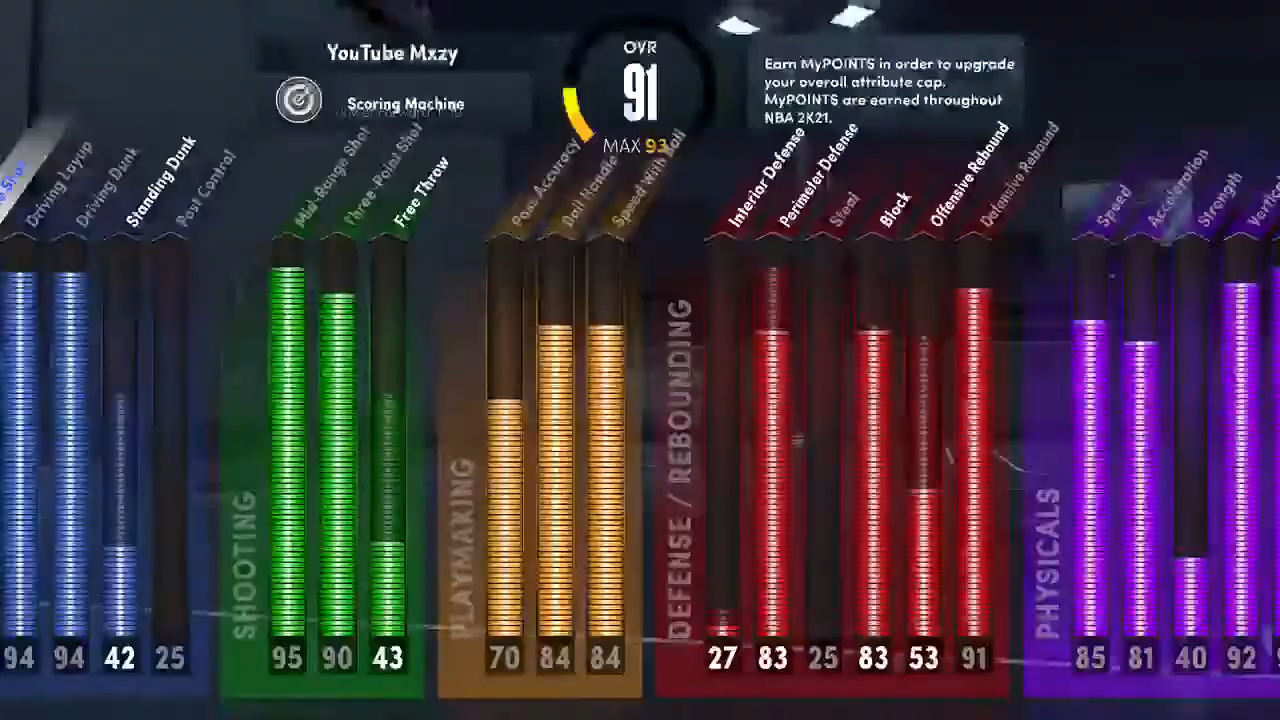 YouTube Mxzy
Scoring Machine
OVR
91
MAX 93
Earn MyPOINTS in order to upgrade
your overall attribute cap.
MyPOINTS are earned throughout
NBA 2K21.
Driving Layup
Driving Dunk
Standing Dunk
Post Control
Mid-Range Shot
Three-Point Shot
Free Throw
Pass Accuracy
Ball Handle
Speed With Ball
Interior Defense
Perimeter Defense
Steal
Block
Offensive Rebound
Defensive Rebound
Speed
Acceleration
Strength
SHOOTING
PLAYMAKING
DEFENSE / REBOUNDING
PHYSICALS
94 94 42 25 95 90 43 70 84 84 27 83 25 83 53 91 85 81 40 92